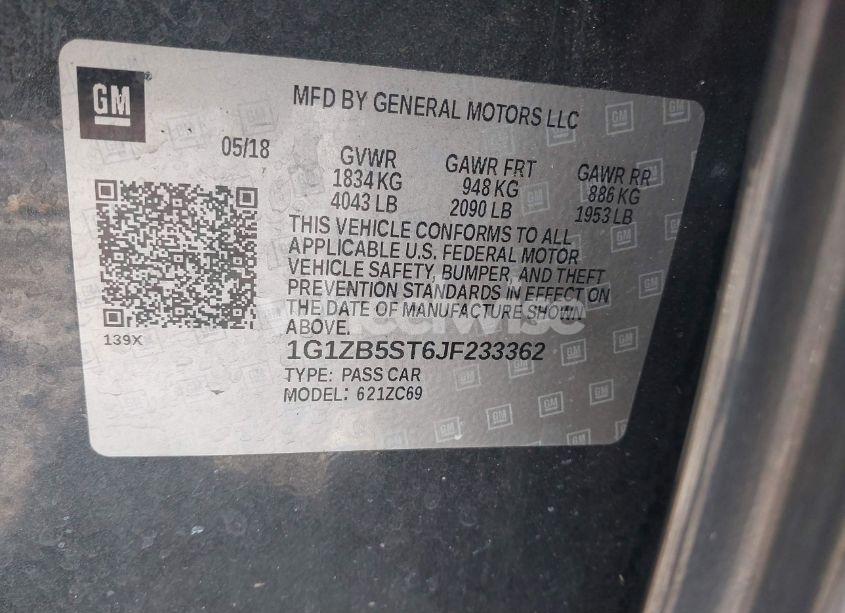 GM
MFD BY GENERAL MOTORS LLC
05/18
GVWR GAWR FRT GAWR RR
1834 KG 948 KG 886 KG
4043 LB 2090 LB 1953 LB
THIS VEHICLE CONFORMS TO ALL
APPLICABLE U.S. FEDERAL MOTOR
VEHICLE SAFETY, BUMPER, AND THEFT
PREVENTION STANDARDS IN EFFECT ON
THE DATE OF MANUFACTURE SHOWN
ABOVE.
139X
1G1ZB5ST6JF233362
TYPE: PASS CAR
MODEL: 621ZC69